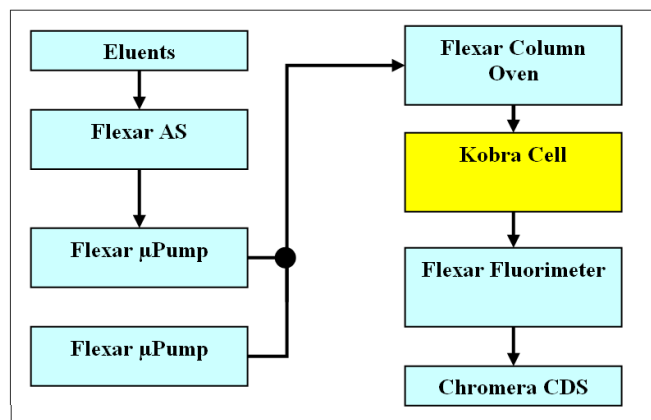 Eluents
Flexar AS
Flexar µPump
Flexar µPump
Flexar Column
Oven
Kobra Cell
Flexar Fluorimeter
Chromera CDS